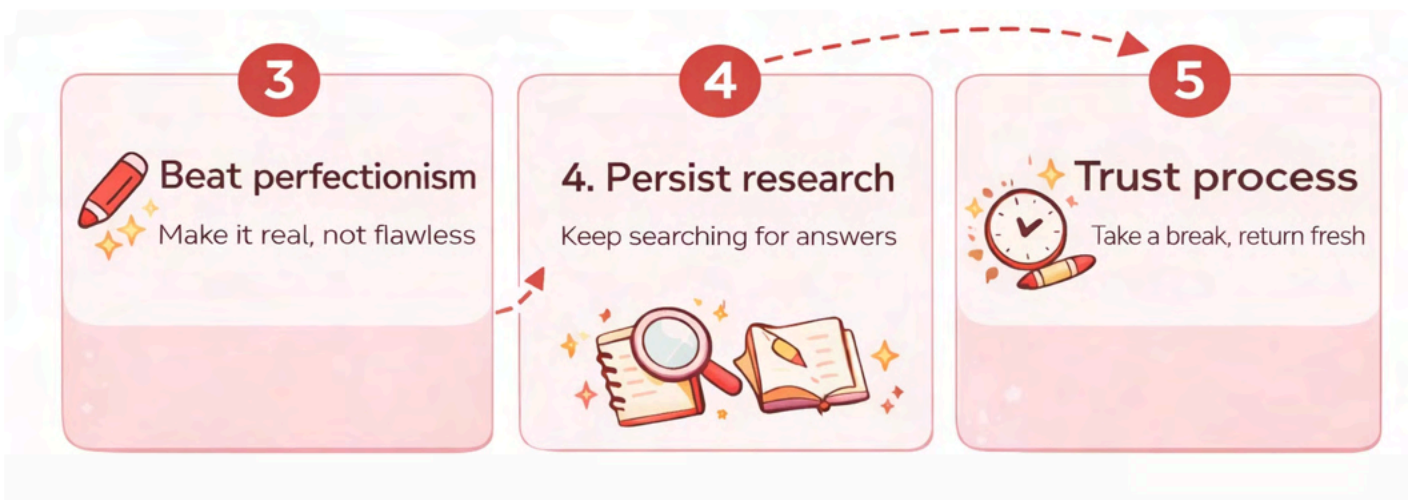 3
Beat perfectionism
Make it real, not flawless
4
4. Persist research
Keep searching for answers
5
Trust process
Take a break, return fresh